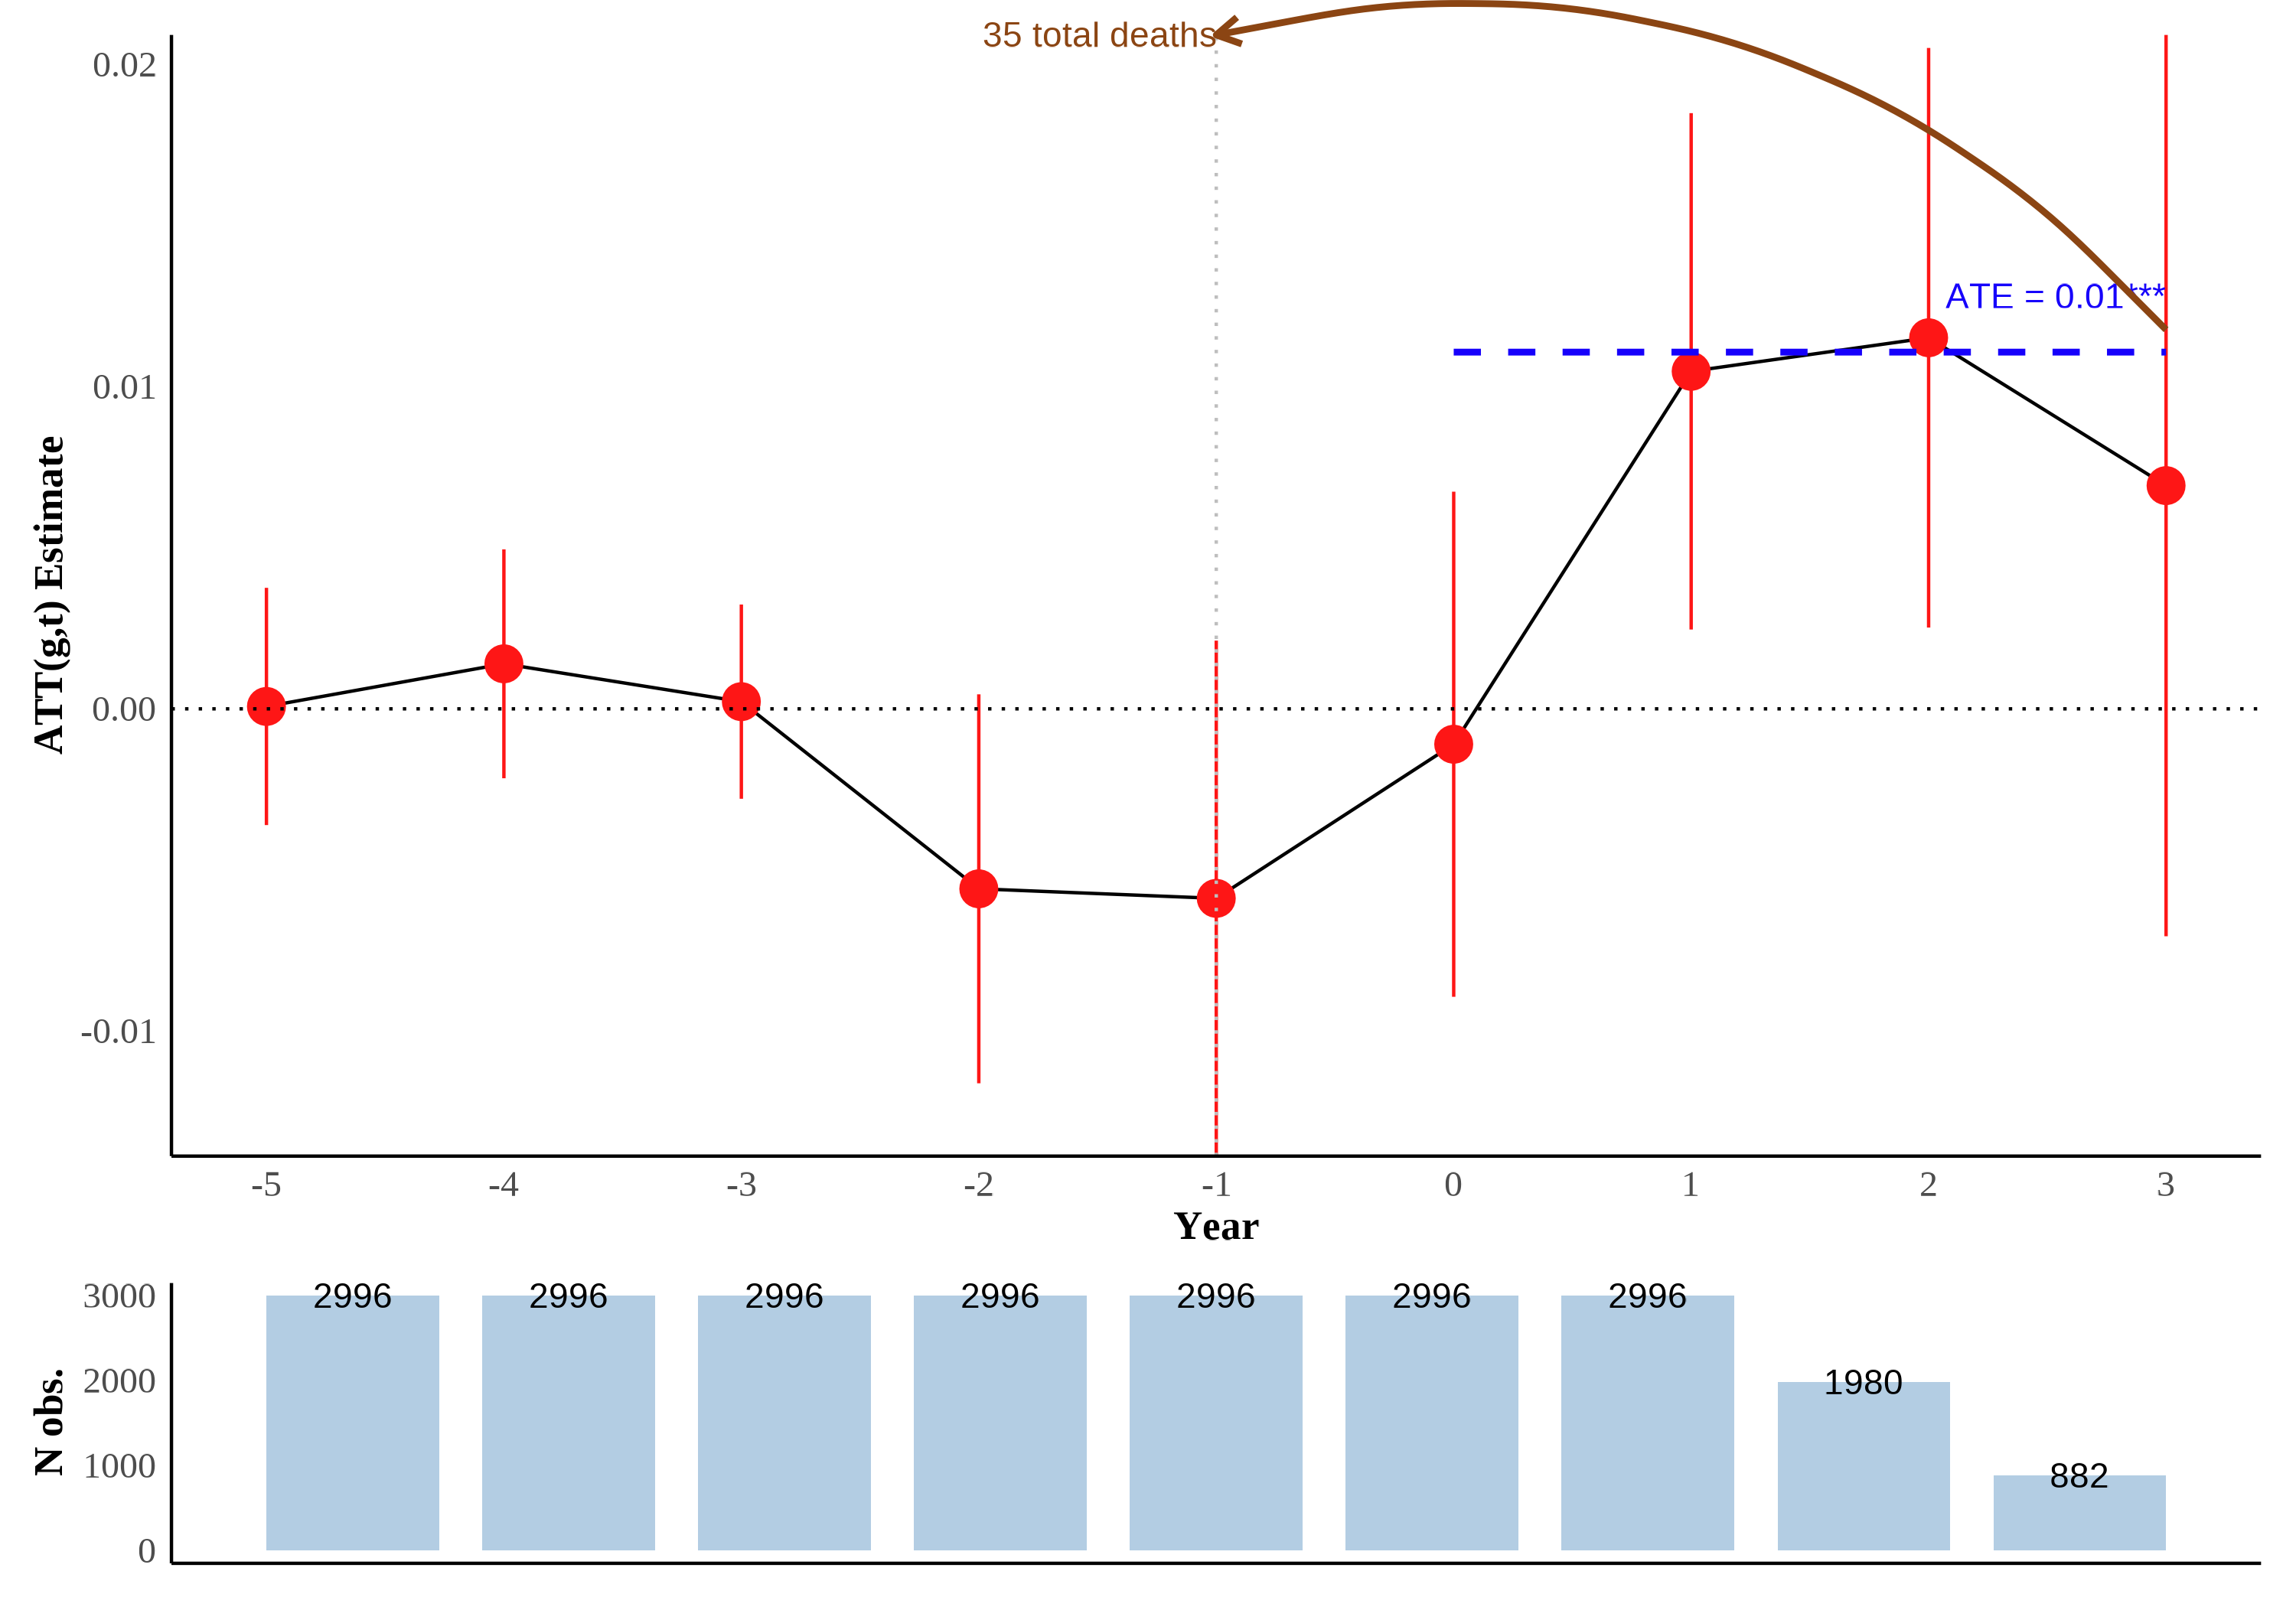 35 total deaths
0.02
ATE = 0.01***
0.01
ATT(g,t) Estimate
0.00
-0.01
-5 -4 -3 -2 -1 0 1 2 3
Year
3000
2996 2996 2996 2996 2996 2996 2996 1980 882
N obs.
2000
1000
0